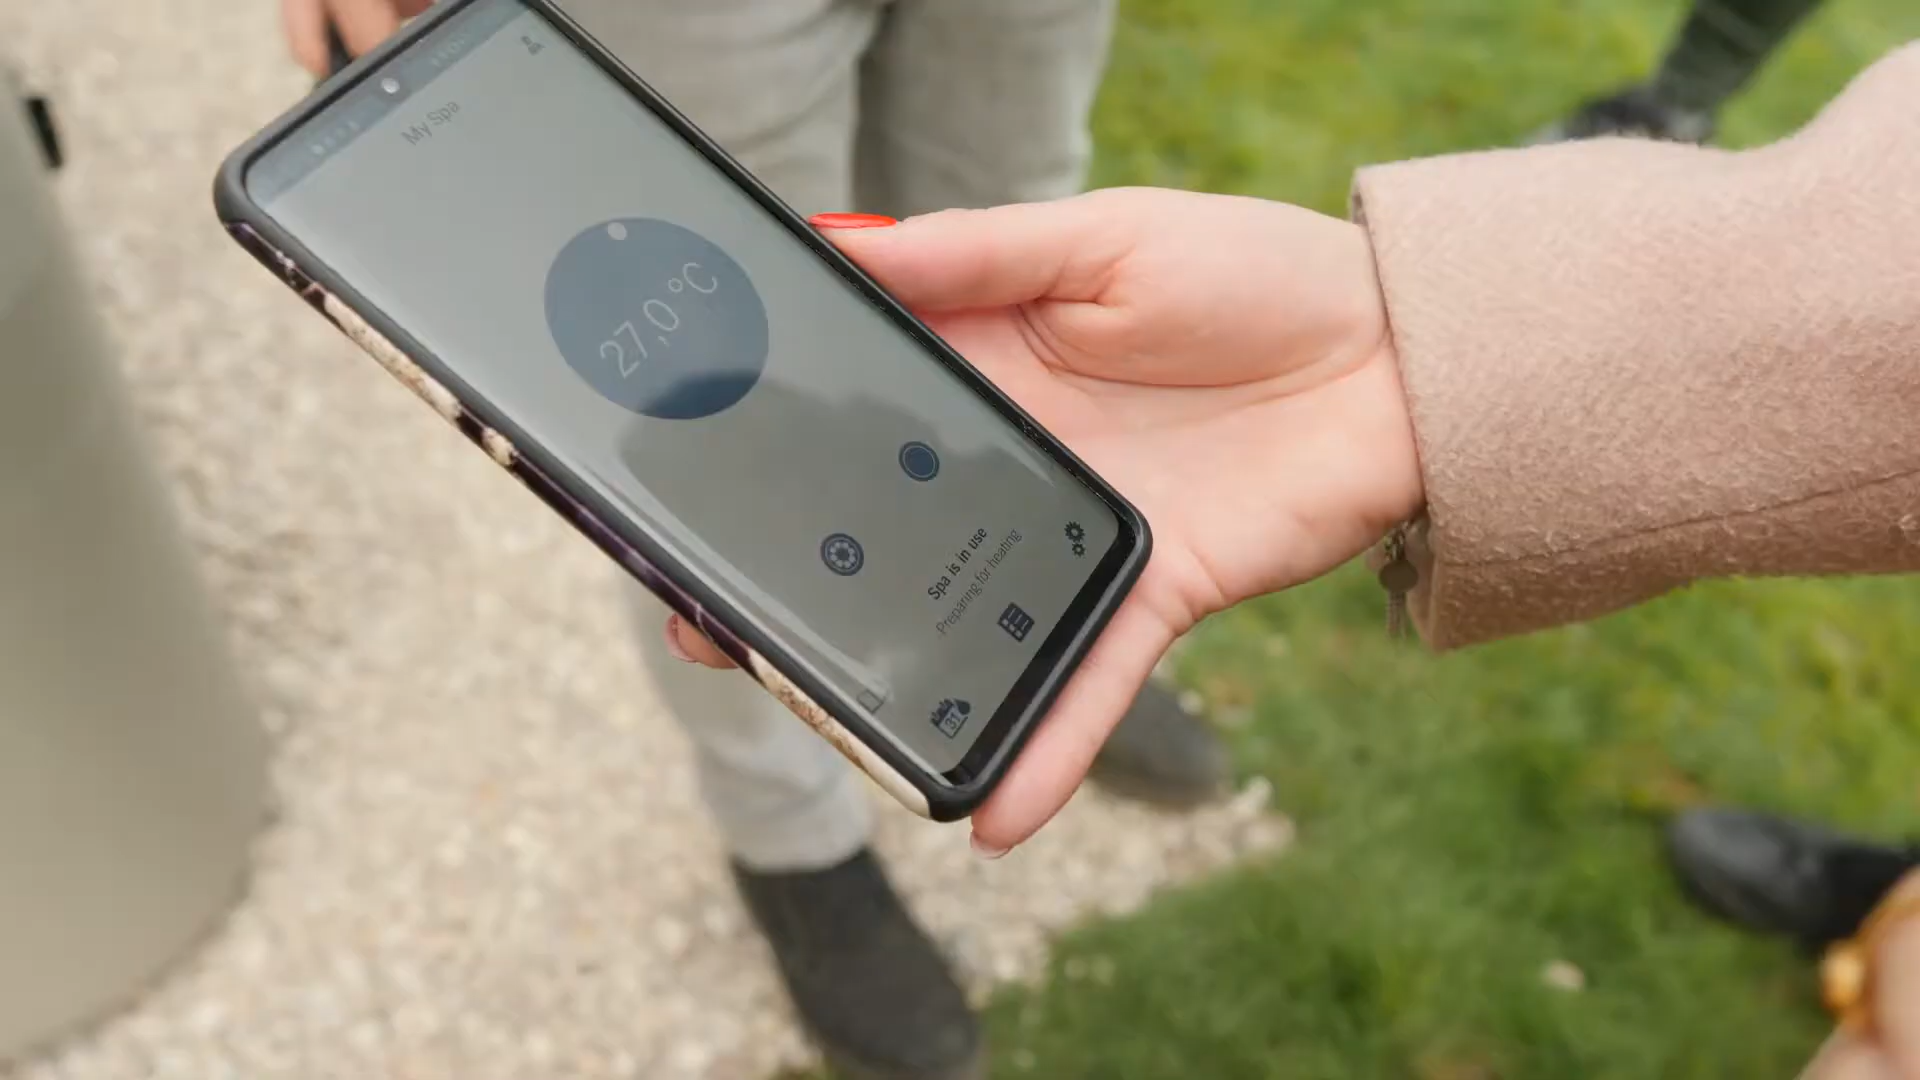 My Spa
27,0 °C
Spa is in use
Preparing for heating
31